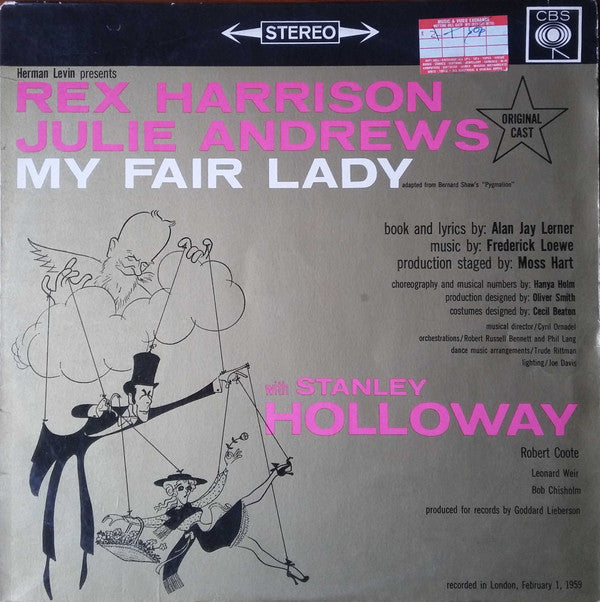 STEREO
CBS
MUSIC & VIDEO EXCHANGE
Herman Levin presents
REX HARRISON
JULIE ANDREWS
ORIGINAL
CAST
MY FAIR LADY
adapted from Bernard Shaw's "Pygmalion"
book and lyrics by: Alan Jay Lerner
music by: Frederick Loewe
production staged by: Moss Hart
choreography and musical numbers by: Hanya Holm
production designed by: Oliver Smith
costumes designed by: Cecil Beaton
musical director/Cyril Ornadel
orchestrations/Robert Russell Bennett and Phil Lang
dance music arrangements/Trude Rittman
lighting/Joe Davis
with STANLEY
HOLLOWAY
Robert Coote
Leonard Weir
Bob Chisholm
produced for records by Goddard Lieberson
recorded in London, February 1, 1959